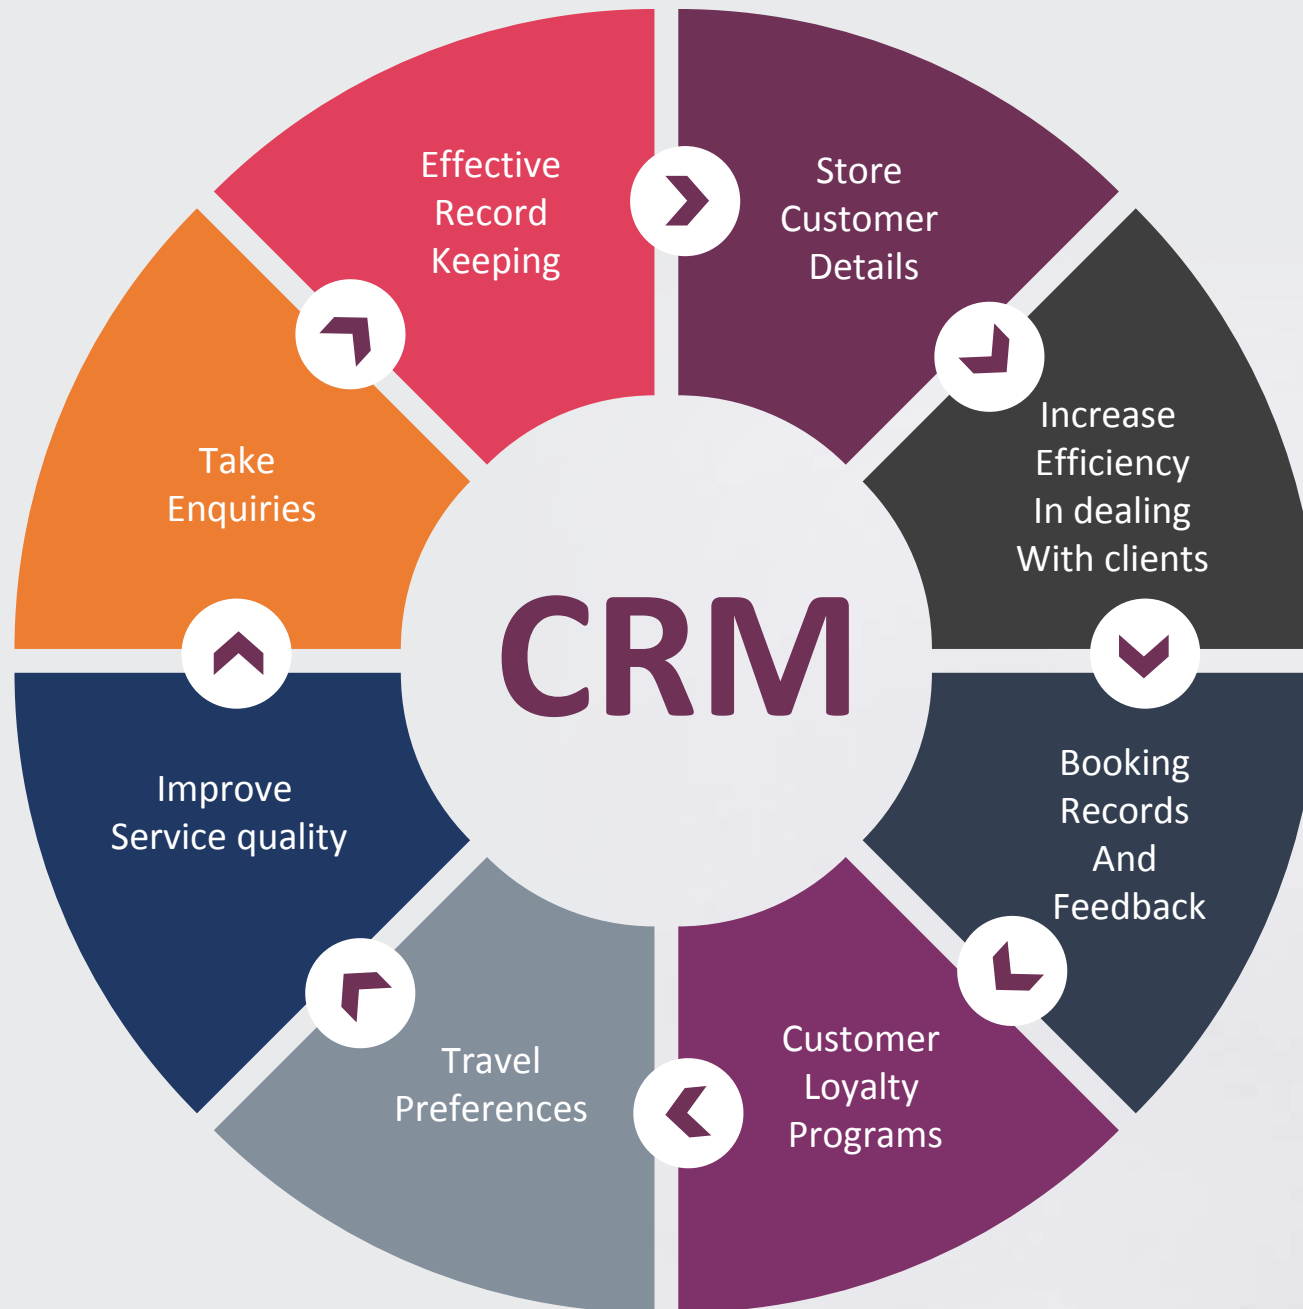 Effective
Record
Keeping
Store
Customer
Details
Increase
Efficiency
In dealing
With clients
Booking
Records
And
Feedback
Customer
Loyalty
Programs
Travel
Preferences
Improve
Service quality
Take
Enquiries
CRM